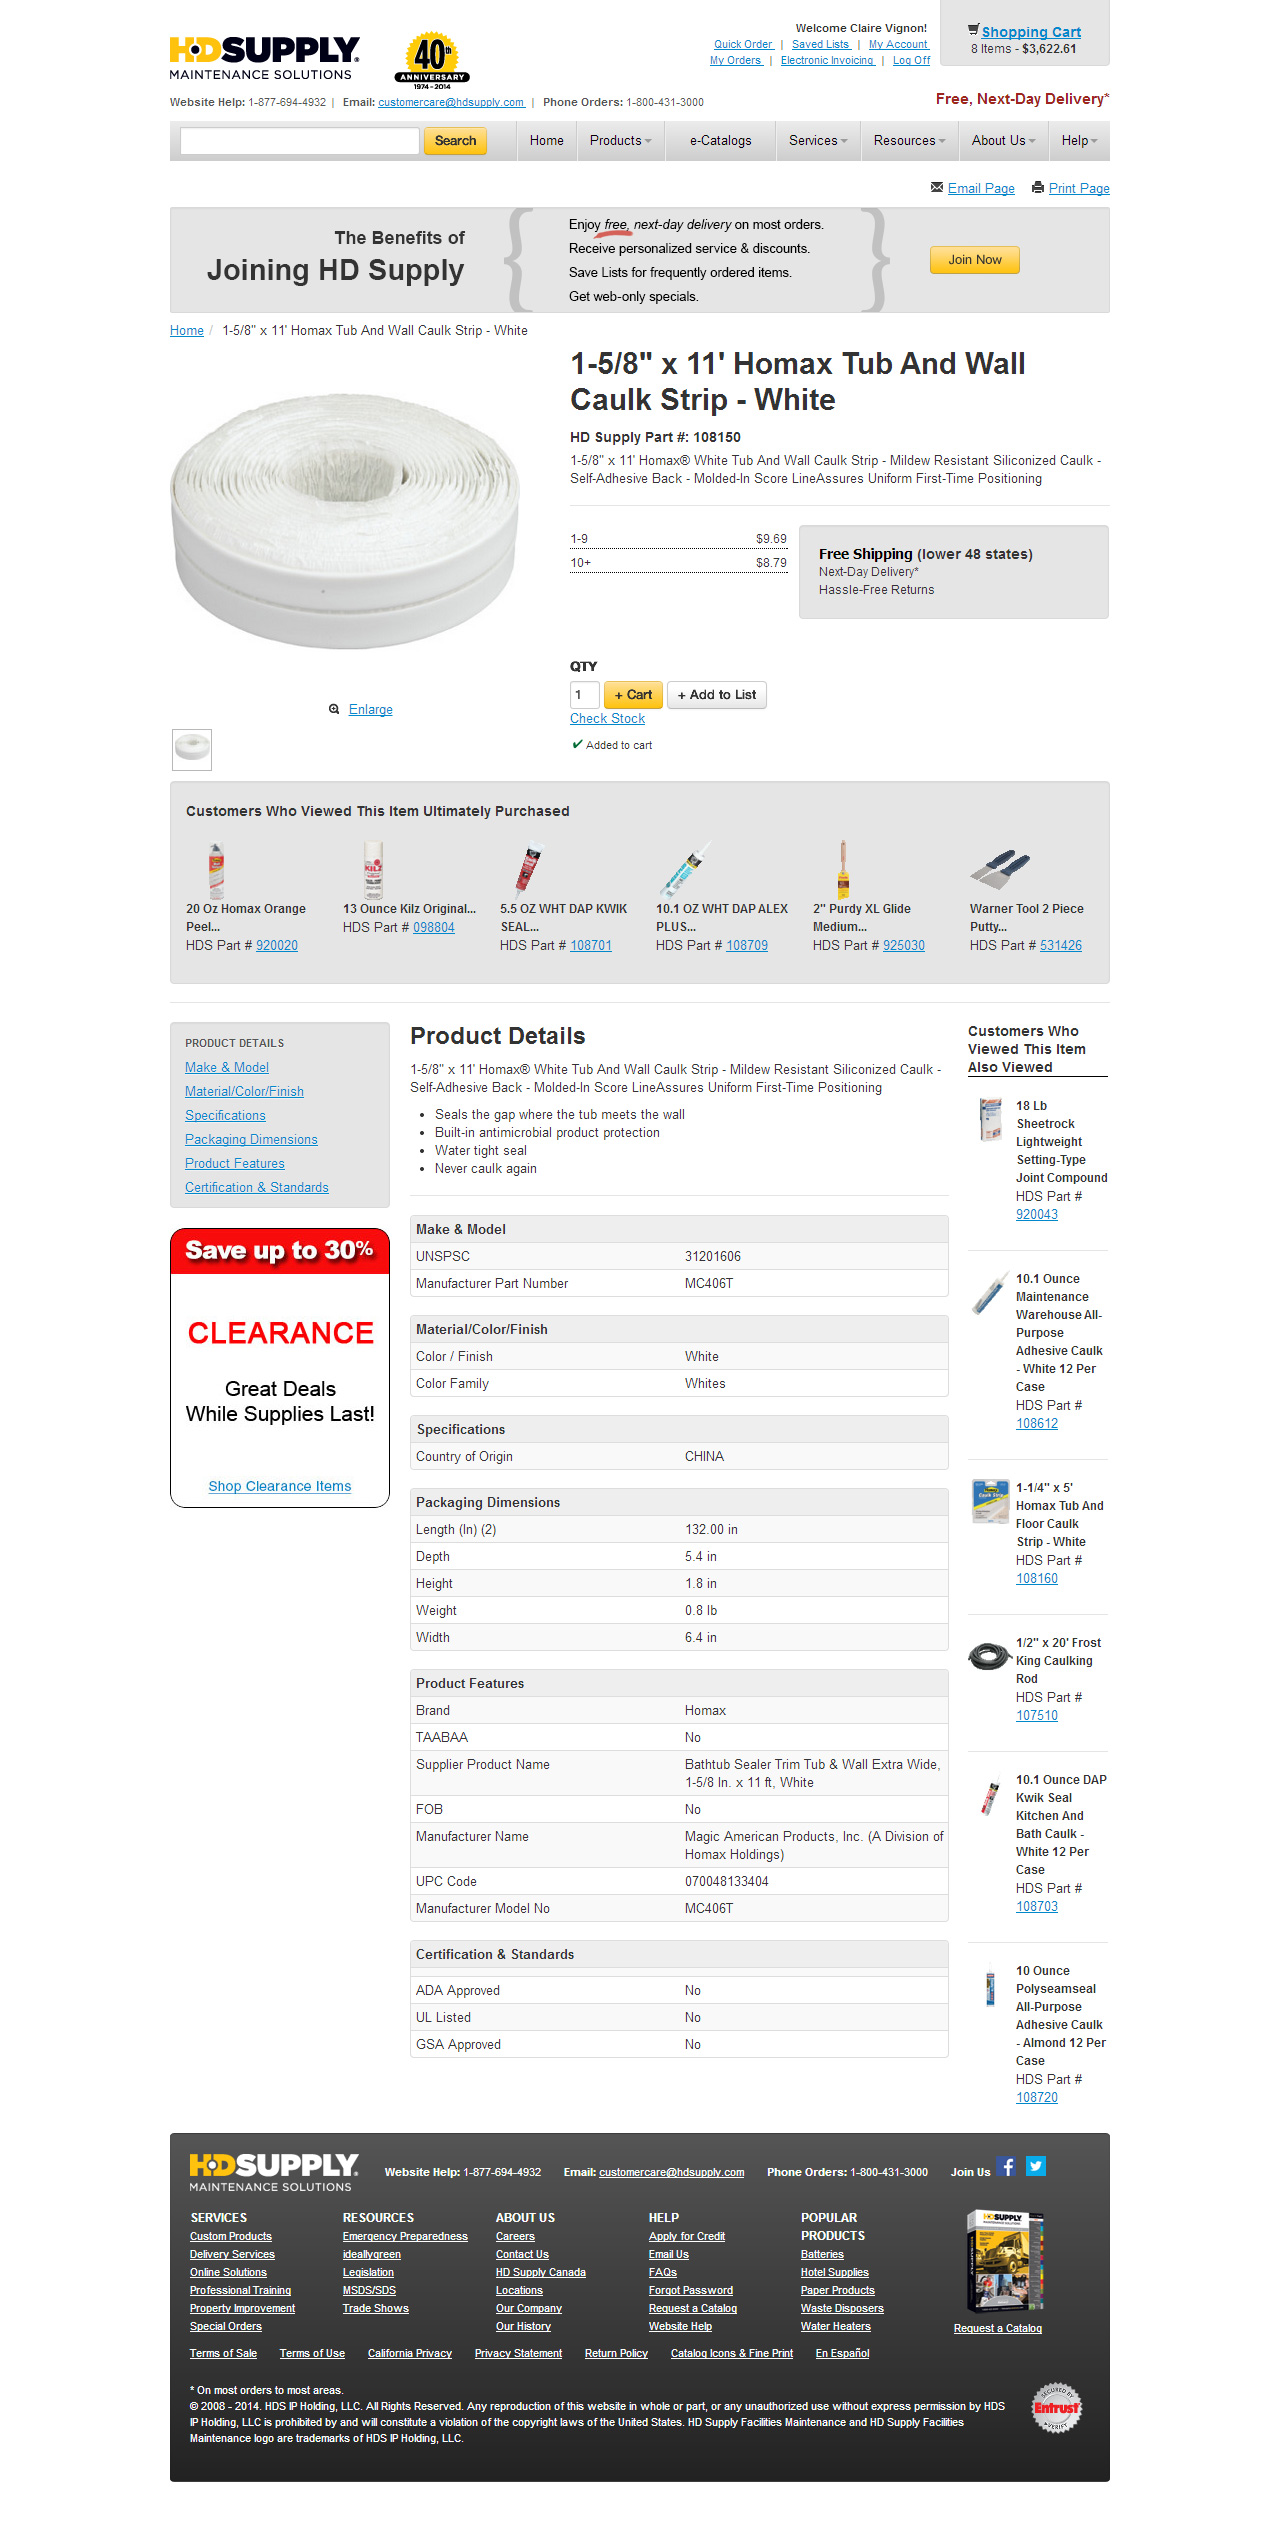 HDSUPPLY
MAINTENANCE SOLUTIONS
40th
ANNIVERSARY
1974-2014
Welcome Claire Vignon!
Quick Order | Saved Lists | My Account
My Orders | Electronic Invoicing | Log Off
Shopping Cart
8 Items - $3,622.61
Website Help: 1-877-694-4932 | Email: customercare@hdsupply.com | Phone Orders: 1-800-431-3000
Free, Next-Day Delivery*
Search
Home
Products
e-Catalogs
Services
Resources
About Us
Help
Email Page
Print Page
The Benefits of
Joining HD Supply
Enjoy free, next-day delivery on most orders.
Receive personalized service & discounts.
Save Lists for frequently ordered items.
Get web-only specials.
Join Now
Home / 1-5/8" x 11' Homax Tub And Wall Caulk Strip - White
1-5/8" x 11' Homax Tub And Wall
Caulk Strip - White
HD Supply Part #: 108150
1-5/8" x 11' Homax® White Tub And Wall Caulk Strip - Mildew Resistant Siliconized Caulk -
Self-Adhesive Back - Molded-In Score LineAssures Uniform First-Time Positioning
1-9 $9.69
10+ $8.79
Free Shipping (lower 48 states)
Next-Day Delivery*
Hassle-Free Returns
QTY
1
+ Cart
+ Add to List
Check Stock
Added to cart
Enlarge
Customers Who Viewed This Item Ultimately Purchased
20 Oz Homax Orange
Peel...
HDS Part # 920020
KILZ
13 Ounce Kilz Original...
HDS Part # 098804
5.5 OZ WHT DAP KWIK
SEAL...
HDS Part # 108701
10.1 OZ WHT DAP ALEX
PLUS...
HDS Part # 108709
2" Purdy XL Glide
Medium...
HDS Part # 925030
Warner Tool 2 Piece
Putty...
HDS Part # 531426
PRODUCT DETAILS
Make & Model
Material/Color/Finish
Specifications
Packaging Dimensions
Product Features
Certification & Standards
Save up to 30%
CLEARANCE
Great Deals
While Supplies Last!
Shop Clearance Items
Product Details
1-5/8" x 11' Homax® White Tub And Wall Caulk Strip - Mildew Resistant Siliconized Caulk -
Self-Adhesive Back - Molded-In Score LineAssures Uniform First-Time Positioning
• Seals the gap where the tub meets the wall
• Built-in antimicrobial product protection
• Water tight seal
• Never caulk again
Make & Model
UNSPSC 31201606
Manufacturer Part Number MC406T
Material/Color/Finish
Color / Finish White
Color Family Whites
Specifications
Country of Origin CHINA
Packaging Dimensions
Length (In) (2) 132.00 in
Depth 5.4 in
Height 1.8 in
Weight 0.8 lb
Width 6.4 in
Product Features
Brand Homax
TAABAA No
Supplier Product Name Bathtub Sealer Trim Tub & Wall Extra Wide,
1-5/8 In. x 11 ft, White
FOB No
Manufacturer Name Magic American Products, Inc. (A Division of
Homax Holdings)
UPC Code 070048133404
Manufacturer Model No MC406T
Certification & Standards
ADA Approved No
UL Listed No
GSA Approved No
Customers Who
Viewed This Item
Also Viewed
18 Lb
Sheetrock
Lightweight
Setting-Type
Joint Compound
HDS Part #
920043
10.1 Ounce
Maintenance
Warehouse All-
Purpose
Adhesive Caulk
- White 12 Per
Case
HDS Part #
108612
1-1/4" x 5'
Homax Tub And
Floor Caulk
Strip - White
HDS Part #
108160
1/2" x 20' Frost
King Caulking
Rod
HDS Part #
107510
10.1 Ounce DAP
Kwik Seal
Kitchen And
Bath Caulk -
White 12 Per
Case
HDS Part #
108703
10 Ounce
Polyseamseal
All-Purpose
Adhesive Caulk
- Almond 12 Per
Case
HDS Part #
108720
HDSUPPLY
MAINTENANCE SOLUTIONS
Website Help: 1-877-694-4932 Email: customercare@hdsupply.com Phone Orders: 1-800-431-3000 Join Us
SERVICES
Custom Products
Delivery Services
Online Solutions
Professional Training
Property Improvement
Special Orders
RESOURCES
Emergency Preparedness
ideallygreen
Legislation
MSDS/SDS
Trade Shows
ABOUT US
Careers
Contact Us
HD Supply Canada
Locations
Our Company
Our History
HELP
Apply for Credit
Email Us
FAQs
Forgot Password
Request a Catalog
Website Help
POPULAR
PRODUCTS
Batteries
Hotel Supplies
Paper Products
Waste Disposers
Water Heaters
HDSUPPLY
Request a Catalog
Terms of Sale Terms of Use California Privacy Privacy Statement Return Policy Catalog Icons & Fine Print En Español
* On most orders to most areas.
© 2008 - 2014. HDS IP Holding, LLC. All Rights Reserved. Any reproduction of this website in whole or part, or any unauthorized use without express permission by HDS
IP Holding, LLC is prohibited by and will constitute a violation of the copyright laws of the United States. HD Supply Facilities Maintenance and HD Supply Facilities
Maintenance logo are trademarks of HDS IP Holding, LLC.
SECURED BY
Entrust
VERIFY